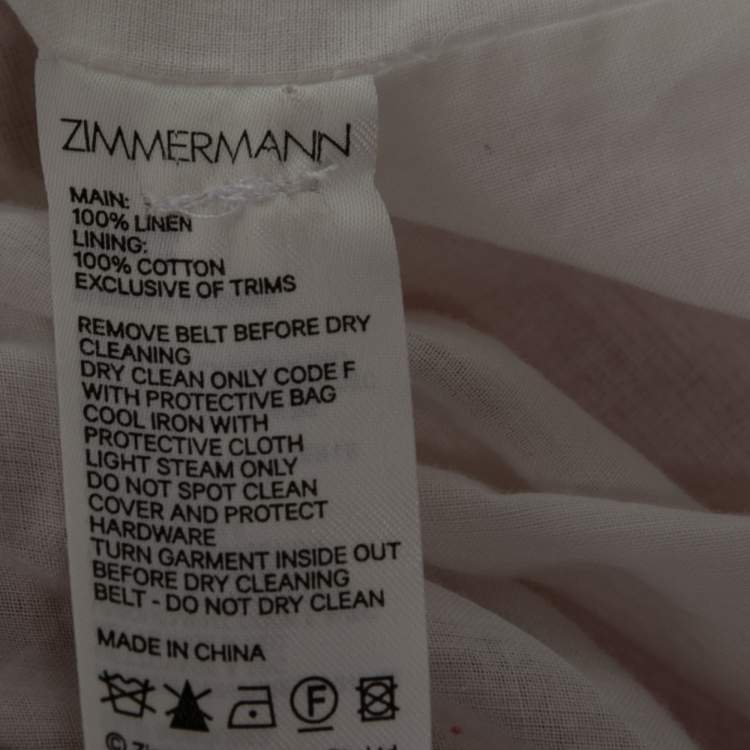 ZIMMERMANN
MAIN:
100% LINEN
LINING:
100% COTTON
EXCLUSIVE OF TRIMS
REMOVE BELT BEFORE DRY
CLEANING
DRY CLEAN ONLY CODE F
WITH PROTECTIVE BAG
COOL IRON WITH
PROTECTIVE CLOTH
LIGHT STEAM ONLY
DO NOT SPOT CLEAN
COVER AND PROTECT
HARDWARE
TURN GARMENT INSIDE OUT
BEFORE DRY CLEANING
BELT - DO NOT DRY CLEAN
MADE IN CHINA
F